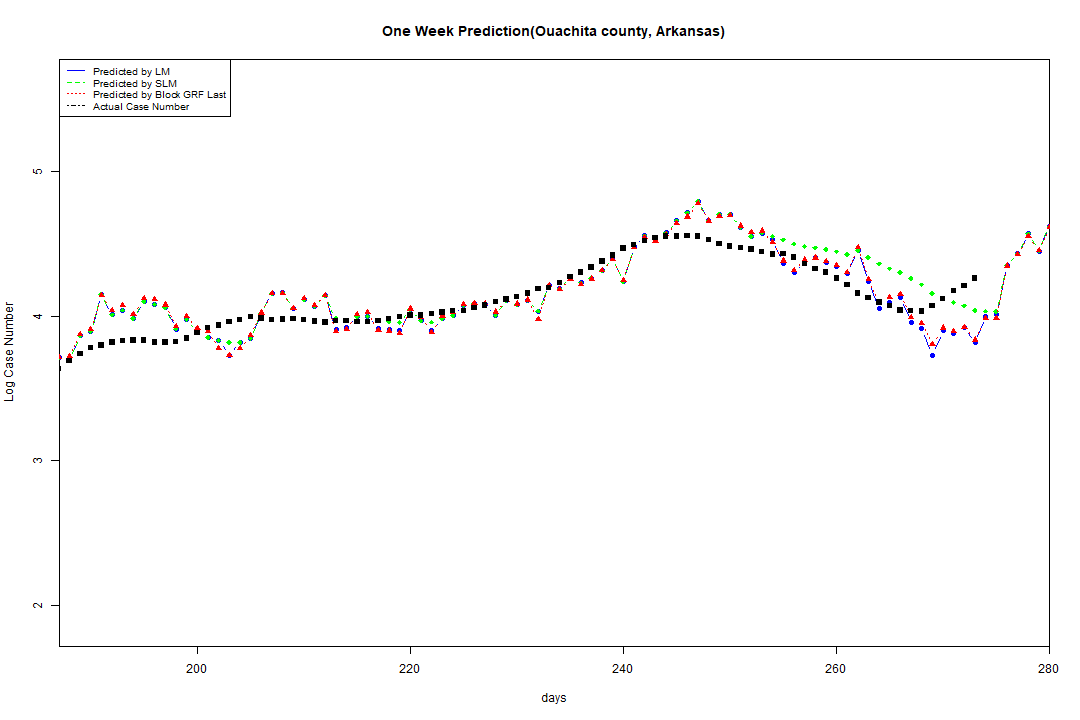 One Week Prediction(Ouachita county, Arkansas)
Predicted by LM
Predicted by SLM
Predicted by Block GRF Last
Actual Case Number
5
4
3
2
Log Case Number
200
220
240
260
280
days